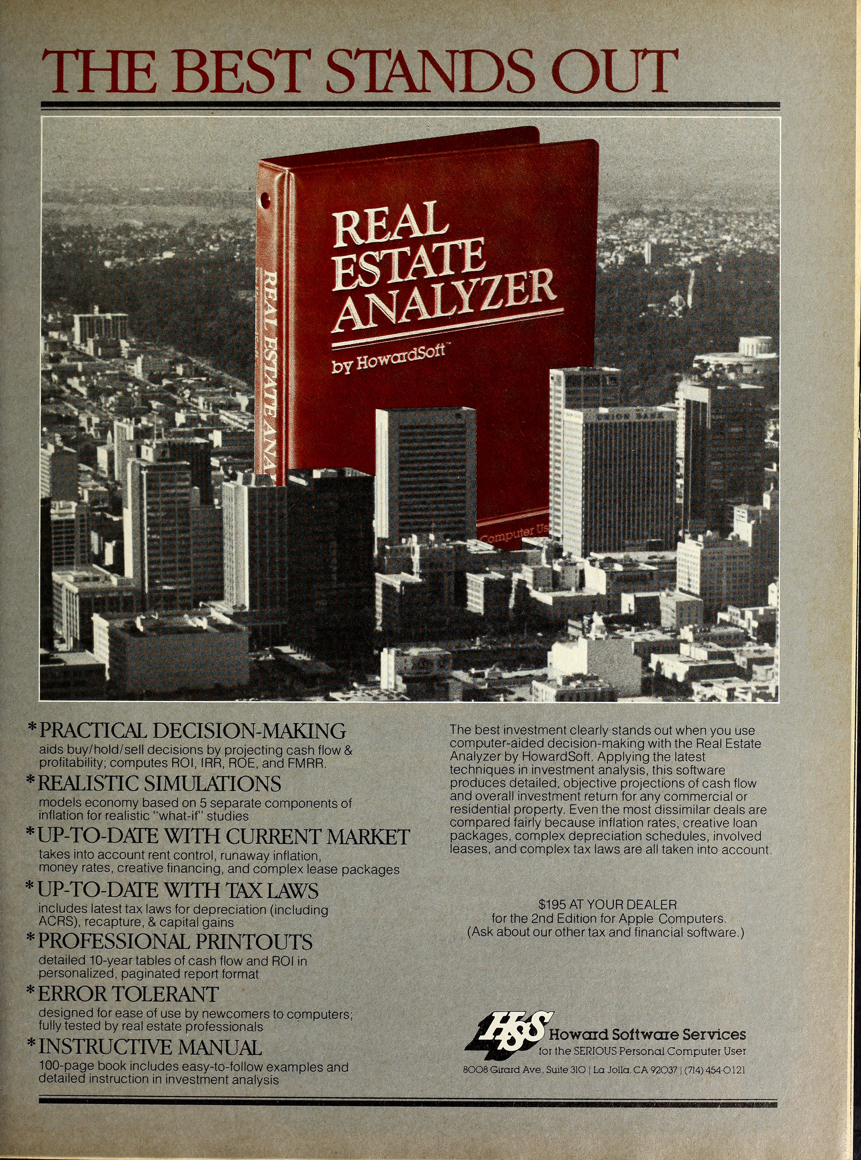 THE BEST STANDS OUT
REAL
ESTATE
ANALYZER
by HowardSoft™
REAL ESTATE ANA
UNION BANK
Computer Us
*PRACTICAL DECISION-MAKING
aids buy/hold/sell decisions by projecting cash flow &
profitability; computes ROI, IRR, ROE, and FMRR.
*REALISTIC SIMULATIONS
models economy based on 5 separate components of
inflation for realistic "what-if" studies
*UP-TO-DATE WITH CURRENT MARKET
takes into account rent control, runaway inflation,
money rates, creative financing, and complex lease packages
*UP-TO-DATE WITH TAX LAWS
includes latest tax laws for depreciation (including
ACRS), recapture, & capital gains
*PROFESSIONAL PRINTOUTS
detailed 10-year tables of cash flow and ROI in
personalized, paginated report format
*ERROR TOLERANT
designed for ease of use by newcomers to computers;
fully tested by real estate professionals
*INSTRUCTIVE MANUAL
100-page book includes easy-to-follow examples and
detailed instruction in investment analysis
The best investment clearly stands out when you use
computer-aided decision-making with the Real Estate
Analyzer by HowardSoft. Applying the latest
techniques in investment analysis, this software
produces detailed, objective projections of cash flow
and overall investment return for any commercial or
residential property. Even the most dissimilar deals are
compared fairly because inflation rates, creative loan
packages, complex depreciation schedules, involved
leases, and complex tax laws are all taken into account.
$195 AT YOUR DEALER
for the 2nd Edition for Apple Computers.
(Ask about our other tax and financial software.)
HSS Howard Software Services
for the SERIOUS Personal Computer User
8008 Girard Ave., Suite 310 | La Jolla, CA 92037 | (714) 454-0121